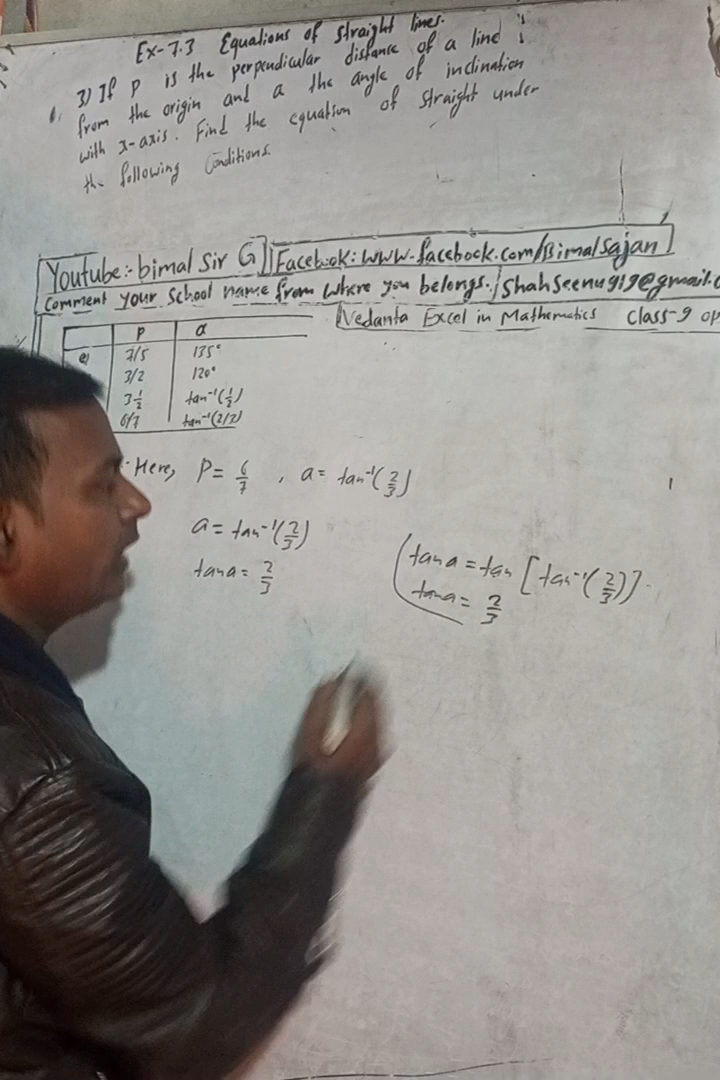 Ex-7.3 Equations of straight lines.
3) If P is the perpendicular distance of a line
from the origin and a the angle of inclination
with x-axis. Find the equation of straight under
the following Conditions.
Youtube:- bimal Sir G Facebook: www.facebook.com/BimalSajan
Comment your School name from where you belongs. / Shahseenu919@gmail.c
Vedanta Excel in Mathematics Class-9 op
P α
e) 7/5 135°
3/2 120°
3 1/2 tan⁻¹(1/2)
6/7 tan⁻¹(2/3)
Here, P = 6/7 , a = tan⁻¹(2/3)
a = tan⁻¹(2/3)
tan a = 2/3
tan a = tan [tan⁻¹(2/3)].
tan a = 2/3